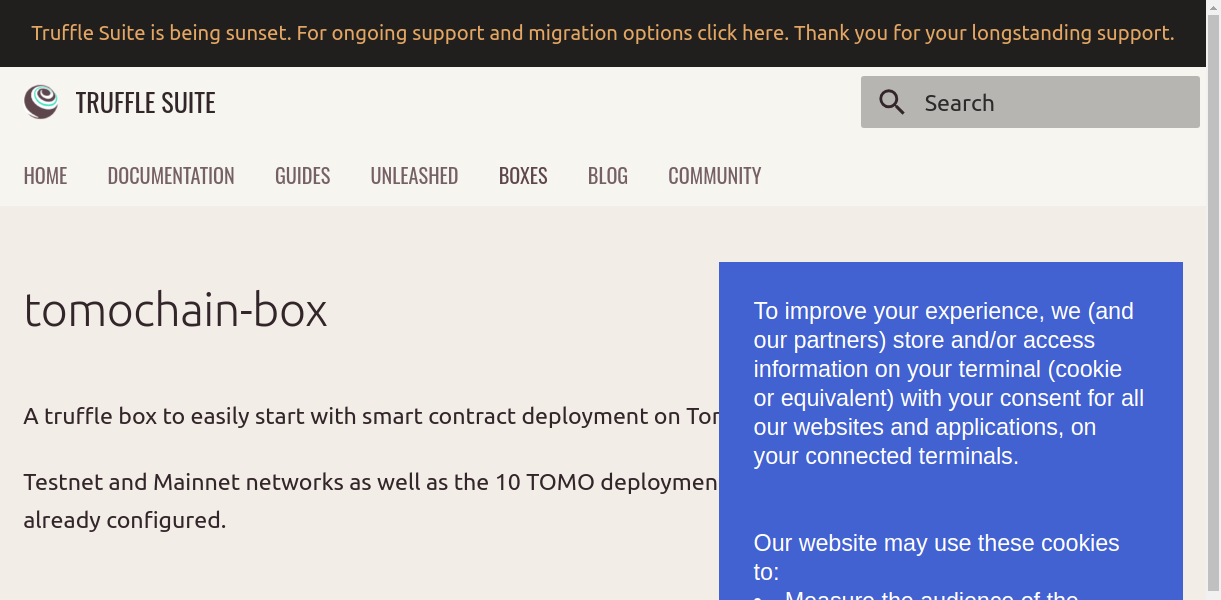 Truffle Suite is being sunset. For ongoing support and migration options click here. Thank you for your longstanding support.
TRUFFLE SUITE
Search
HOME DOCUMENTATION GUIDES UNLEASHED BOXES BLOG COMMUNITY
tomochain-box
A truffle box to easily start with smart contract deployment on
Testnet and Mainnet networks as well as the 10 TOMO
already configured.
To improve your experience, we (and
our partners) store and/or access
information on your terminal (cookie
or equivalent) with your consent for all
our websites and applications, on
your connected terminals.
Our website may use these cookies
to:
• Measure the audience of the